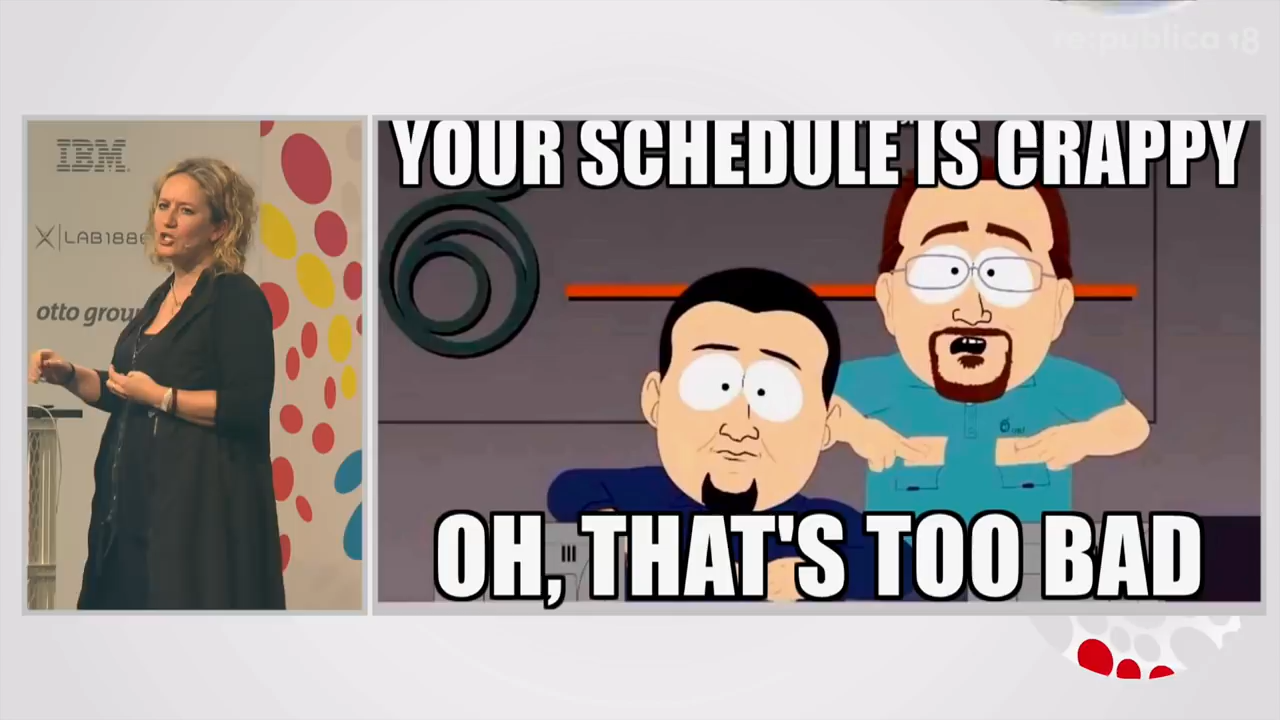 re:publica 18
IBM
LAB1886
otto group
YOUR SCHEDULE IS CRAPPY
OH, THAT'S TOO BAD